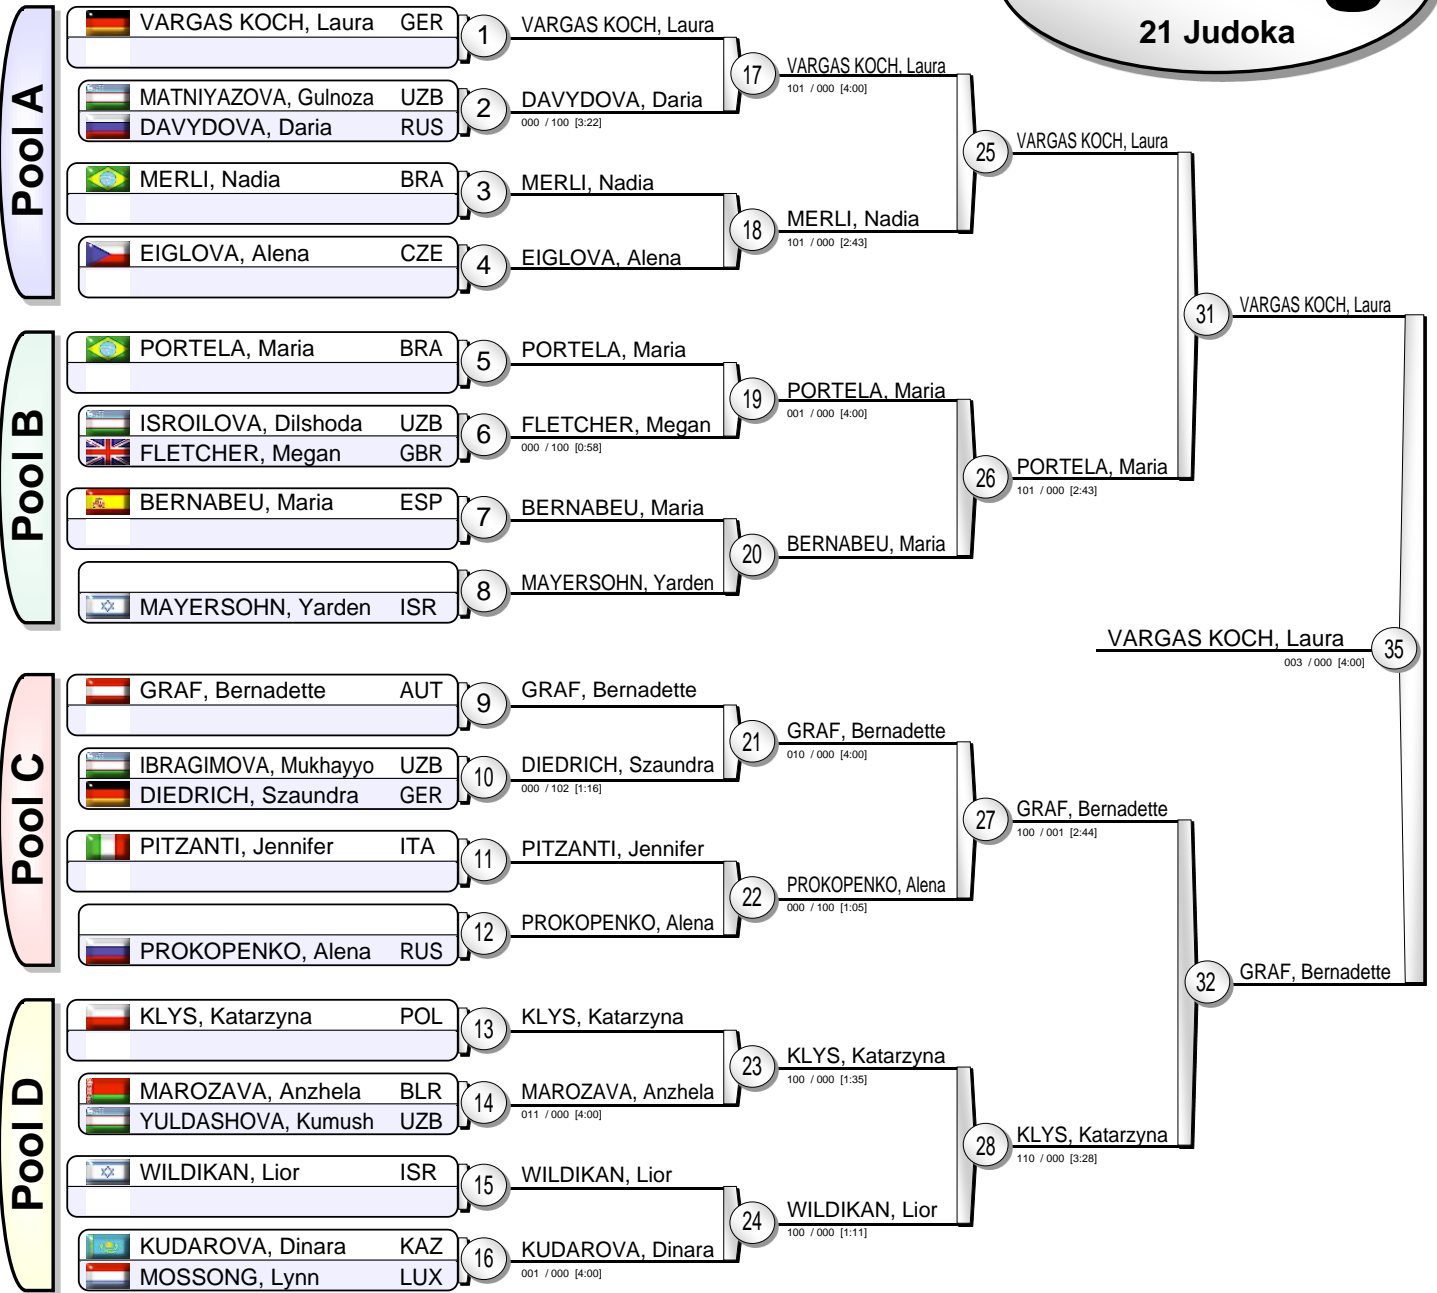 21 Judoka
Pool A
VARGAS KOCH, Laura GER
1
VARGAS KOCH, Laura
MATNIYAZOVA, Gulnoza UZB
DAVYDOVA, Daria RUS
2
DAVYDOVA, Daria
000 / 100 [3:22]
17
VARGAS KOCH, Laura
101 / 000 [4:00]
MERLI, Nadia BRA
3
MERLI, Nadia
EIGLOVA, Alena CZE
4
EIGLOVA, Alena
18
MERLI, Nadia
101 / 000 [2:43]
25
VARGAS KOCH, Laura
Pool B
PORTELA, Maria BRA
5
PORTELA, Maria
ISROILOVA, Dilshoda UZB
FLETCHER, Megan GBR
6
FLETCHER, Megan
000 / 100 [0:58]
19
PORTELA, Maria
001 / 000 [4:00]
BERNABEU, Maria ESP
7
BERNABEU, Maria
MAYERSOHN, Yarden ISR
8
MAYERSOHN, Yarden
20
BERNABEU, Maria
26
PORTELA, Maria
101 / 000 [2:43]
31
VARGAS KOCH, Laura
Pool C
GRAF, Bernadette AUT
9
GRAF, Bernadette
IBRAGIMOVA, Mukhayyo UZB
DIEDRICH, Szaundra GER
10
DIEDRICH, Szaundra
000 / 102 [1:16]
21
GRAF, Bernadette
010 / 000 [4:00]
PITZANTI, Jennifer ITA
11
PITZANTI, Jennifer
PROKOPENKO, Alena RUS
12
PROKOPENKO, Alena
22
PROKOPENKO, Alena
000 / 100 [1:05]
27
GRAF, Bernadette
100 / 001 [2:44]
Pool D
KLYS, Katarzyna POL
13
KLYS, Katarzyna
MAROZAVA, Anzhela BLR
YULDASHOVA, Kumush UZB
14
MAROZAVA, Anzhela
011 / 000 [4:00]
23
KLYS, Katarzyna
100 / 000 [1:35]
WILDIKAN, Lior ISR
15
WILDIKAN, Lior
KUDAROVA, Dinara KAZ
MOSSONG, Lynn LUX
16
KUDAROVA, Dinara
001 / 000 [4:00]
24
WILDIKAN, Lior
100 / 000 [1:11]
28
KLYS, Katarzyna
110 / 000 [3:28]
32
GRAF, Bernadette
VARGAS KOCH, Laura
003 / 000 [4:00]
35